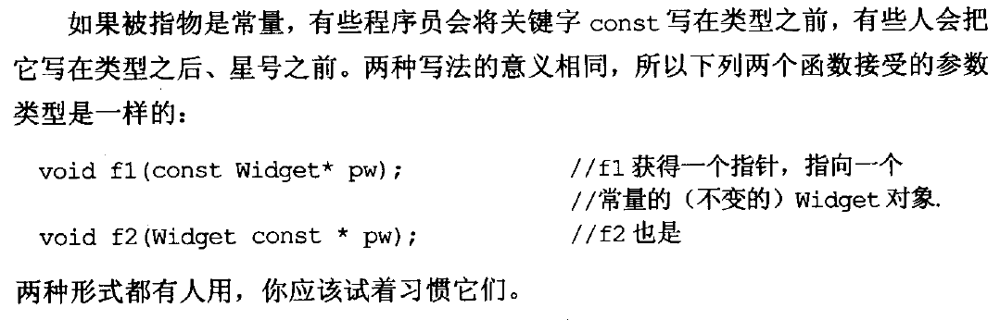 如果被指物是常量，有些程序员会将关键字 const 写在类型之前，有些人会把
它写在类型之后、星号之前。两种写法的意义相同，所以下列两个函数接受的参数
类型是一样的：
void f1(const Widget* pw); //f1 获得一个指针，指向一个
//常量的（不变的）Widget 对象.
void f2(Widget const * pw); //f2 也是
两种形式都有人用，你应该试着习惯它们。